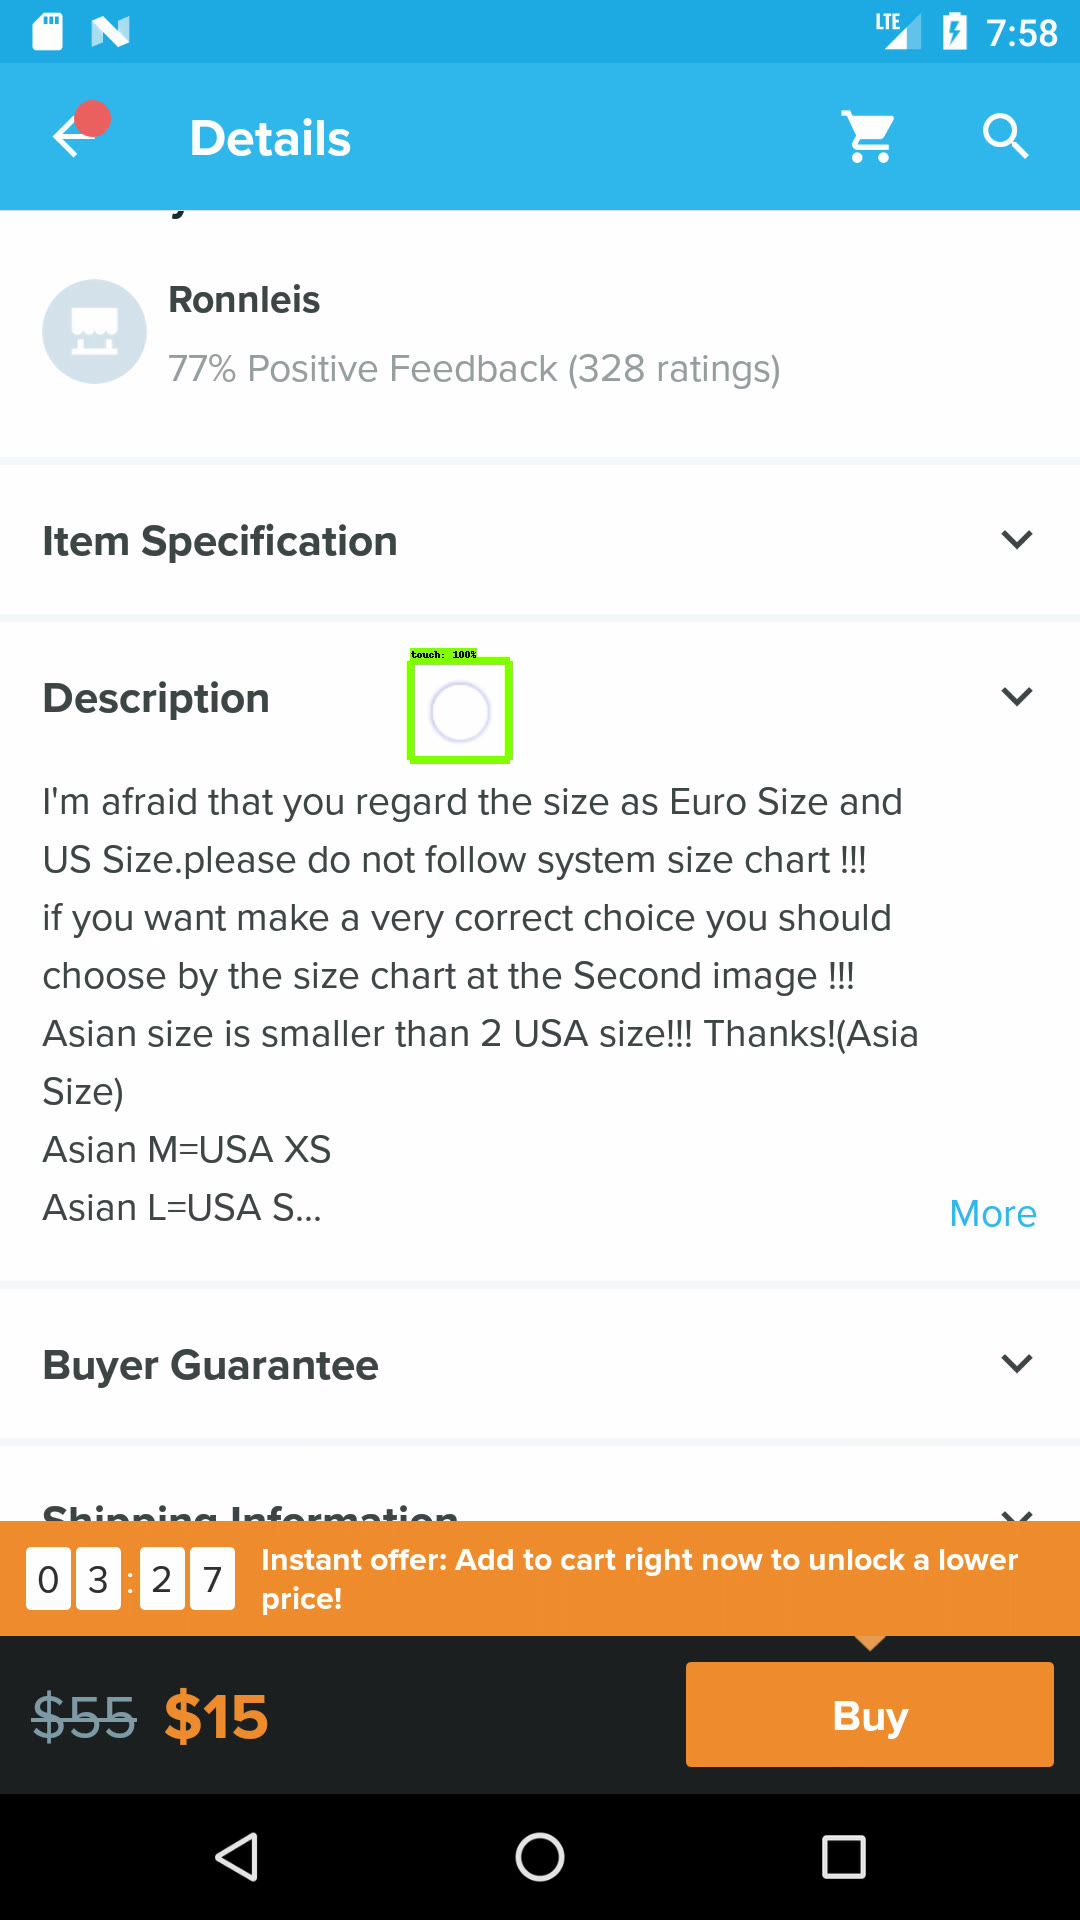 LTE 7:58
Details
Ronnleis
77% Positive Feedback (328 ratings)
Item Specification
touch: 100%
Description
I'm afraid that you regard the size as Euro Size and
US Size.please do not follow system size chart !!!
if you want make a very correct choice you should
choose by the size chart at the Second image !!!
Asian size is smaller than 2 USA size!!! Thanks!(Asia
Size)
Asian M=USA XS
Asian L=USA S...
More
Buyer Guarantee
Shipping Information
03:27
Instant offer: Add to cart right now to unlock a lower
price!
$55 $15
Buy